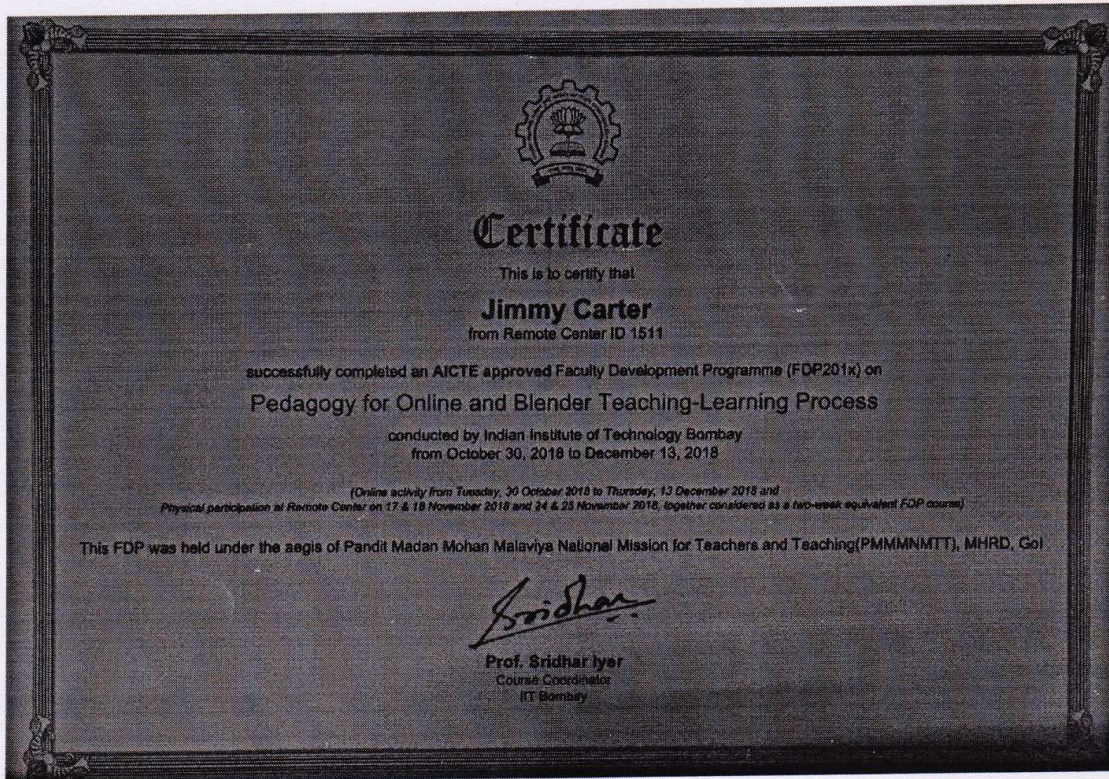 Certificate
This is to certify that
Jimmy Carter
from Remote Center ID 1511
successfully completed an AICTE approved Faculty Development Programme (FDP201x) on
Pedagogy for Online and Blender Teaching-Learning Process
conducted by Indian Institute of Technology Bombay
from October 30, 2018 to December 13, 2018
(Online activity from Tuesday, 30 October 2018 to Thursday, 13 December 2018 and
Physical participation at Remote Center on 17 & 18 November 2018 and 24 & 25 November 2018, together considered as a two-week equivalent FDP course)
This FDP was held under the aegis of Pandit Madan Mohan Malaviya National Mission for Teachers and Teaching(PMMMNMTT), MHRD, GoI
Sridhar
Prof. Sridhar Iyer
Course Coordinator
IIT Bombay